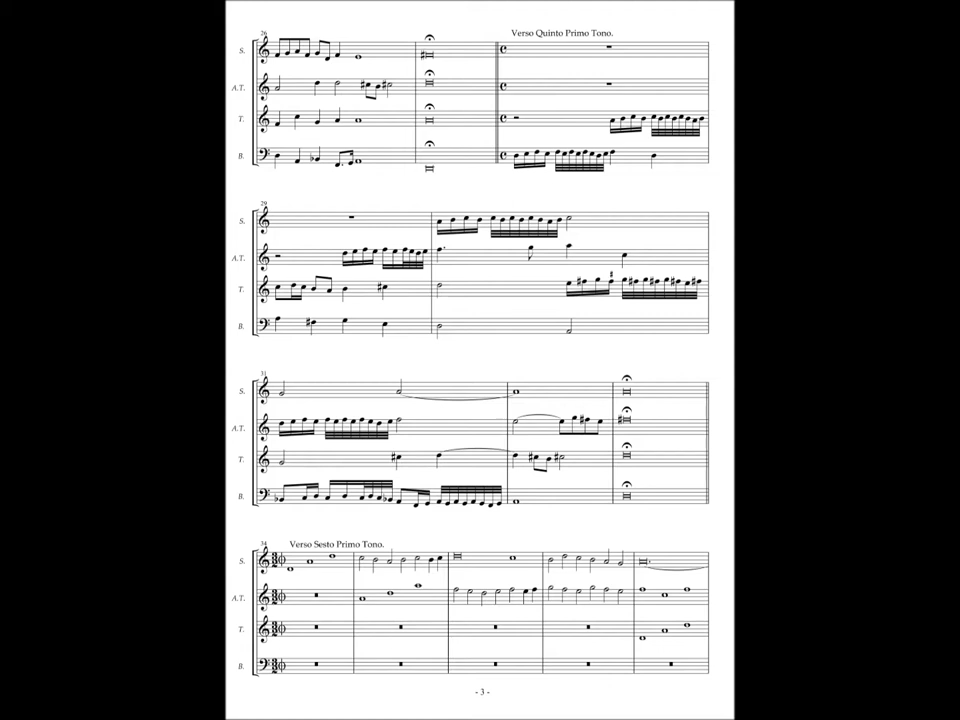 26
Verso Quinto Primo Tono.
S.
A.T.
T.
B.
29
S.
A.T.
T.
B.
31
S.
A.T.
T.
B.
34
Verso Sesto Primo Tono.
S.
A.T.
T.
B.
- 3 -